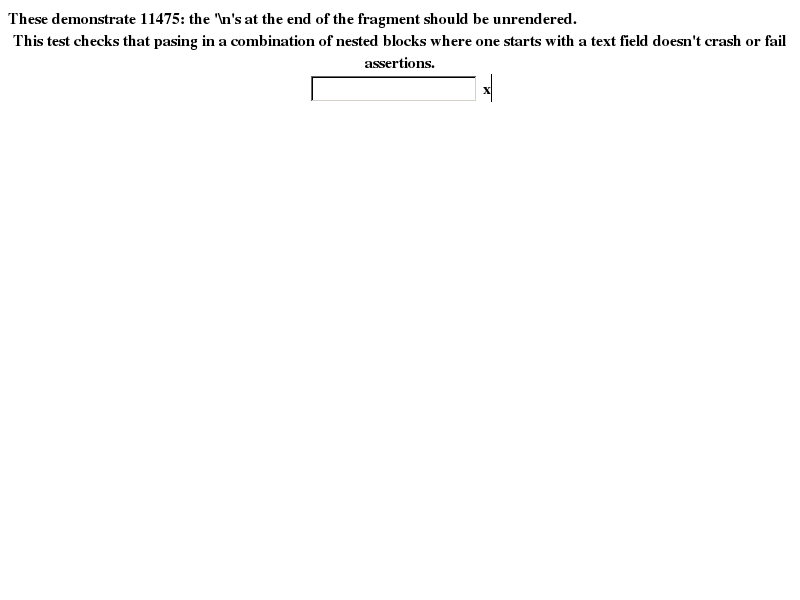 These demonstrate 11475: the '\n's at the end of the fragment should be unrendered.
This test checks that pasing in a combination of nested blocks where one starts with a text field doesn't crash or fail
assertions.
x